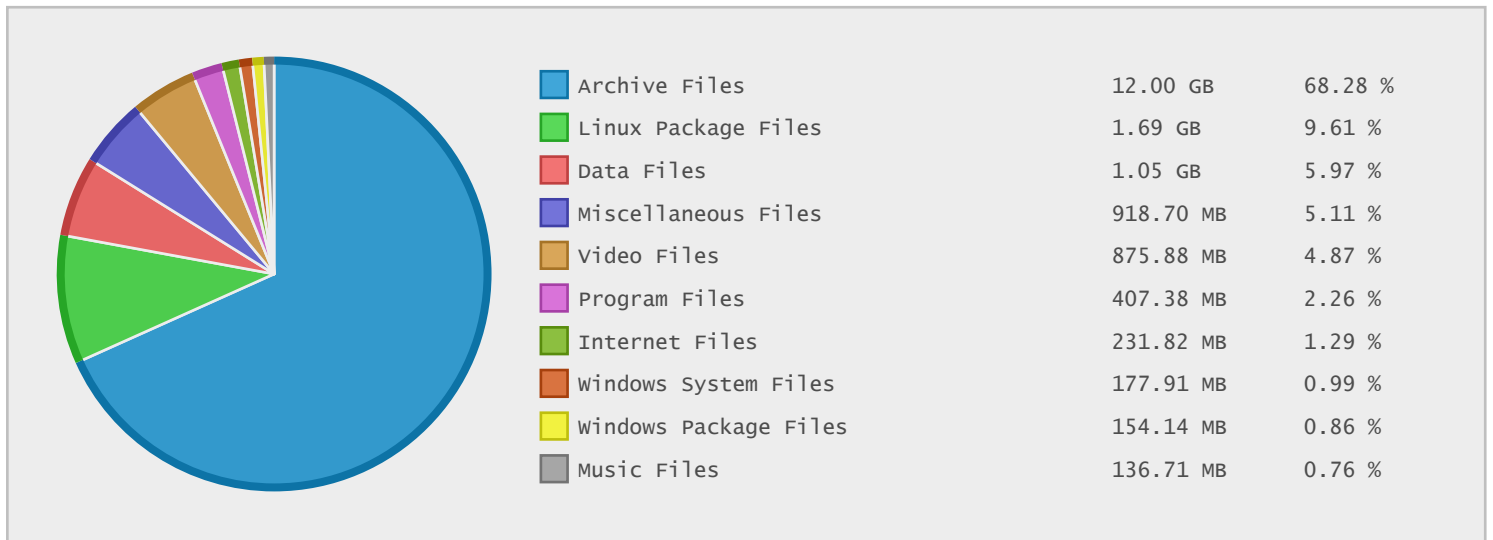 Archive Files 12.00 GB 68.28 %
Linux Package Files 1.69 GB 9.61 %
Data Files 1.05 GB 5.97 %
Miscellaneous Files 918.70 MB 5.11 %
Video Files 875.88 MB 4.87 %
Program Files 407.38 MB 2.26 %
Internet Files 231.82 MB 1.29 %
Windows System Files 177.91 MB 0.99 %
Windows Package Files 154.14 MB 0.86 %
Music Files 136.71 MB 0.76 %